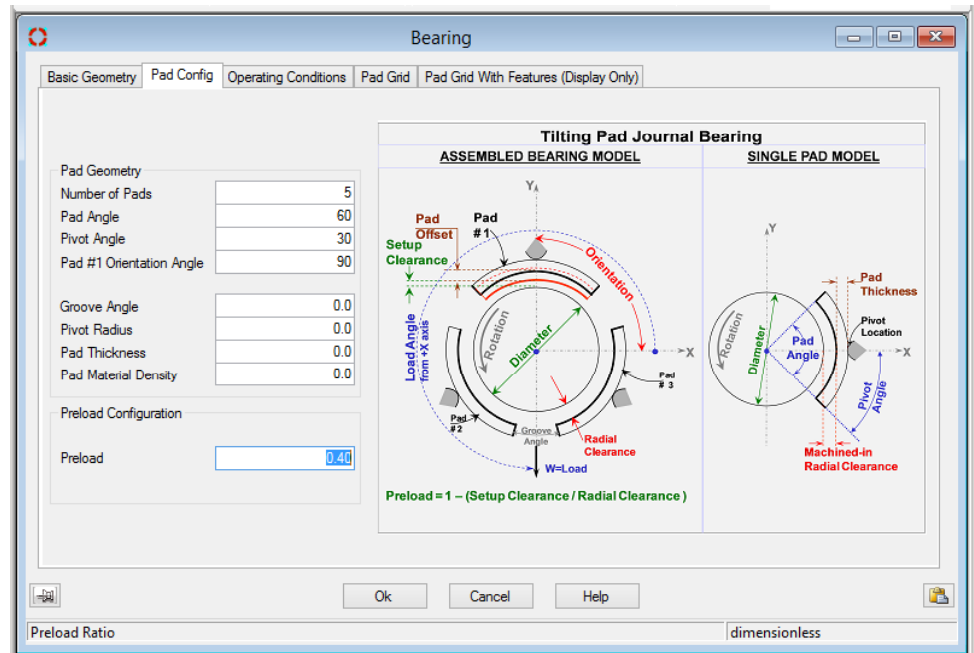 Bearing
Basic Geometry
Pad Config
Operating Conditions
Pad Grid
Pad Grid With Features (Display Only)
Pad Geometry
Number of Pads 5
Pad Angle 60
Pivot Angle 30
Pad #1 Orientation Angle 90
Groove Angle 0.0
Pivot Radius 0.0
Pad Thickness 0.0
Pad Material Density 0.0
Preload Configuration
Preload 0.40
Tilting Pad Journal Bearing
ASSEMBLED BEARING MODEL
Y
Pad
Offset
Pad
#1
Setup
Clearance
Orientation
Load Angle
from +X axis
Rotation
Diameter
X
Pad
#2
Pad
#3
Groove
Angle
Radial
Clearance
W=Load
Preload = 1 – (Setup Clearance / Radial Clearance )
SINGLE PAD MODEL
Y
Pad
Thickness
Pivot
Location
Rotation
Diameter
Pad
Angle
X
Pivot
Angle
Machined-in
Radial Clearance
Ok
Cancel
Help
Preload Ratio
dimensionless